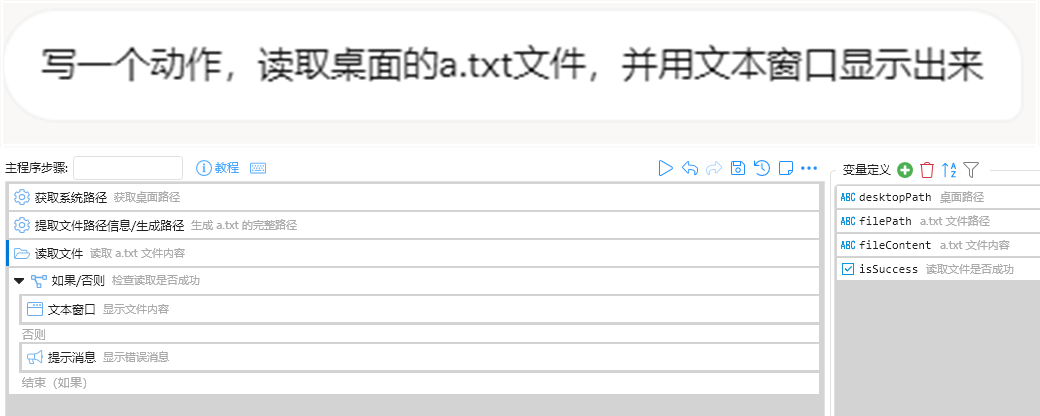 写一个动作，读取桌面的a.txt文件，并用文本窗口显示出来
主程序步骤: 教程
变量定义
获取系统路径 获取桌面路径
提取文件路径信息/生成路径 生成 a.txt 的完整路径
读取文件 读取 a.txt 文件内容
如果/否则 检查读取是否成功
文本窗口 显示文件内容
否则
提示消息 显示错误消息
结束（如果）
ABC desktopPath 桌面路径
ABC filePath a.txt 文件路径
ABC fileContent a.txt 文件内容
isSuccess 读取文件是否成功